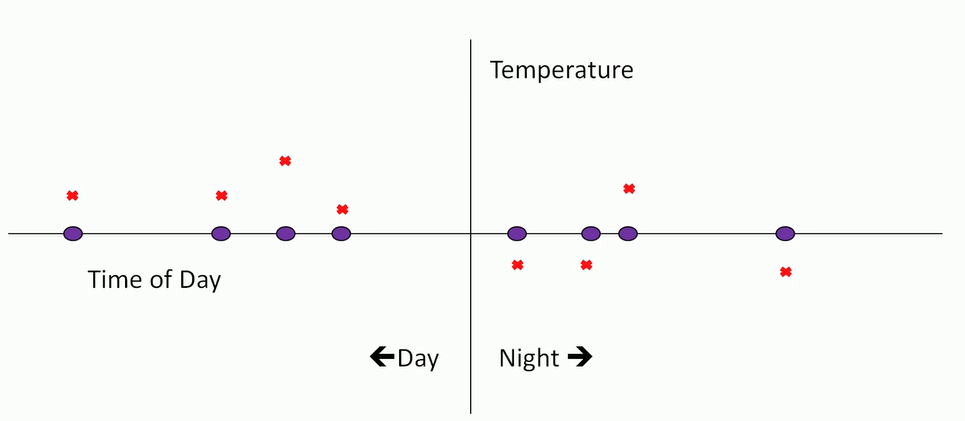 Temperature
Time of Day
🡸Day
Night 🡺